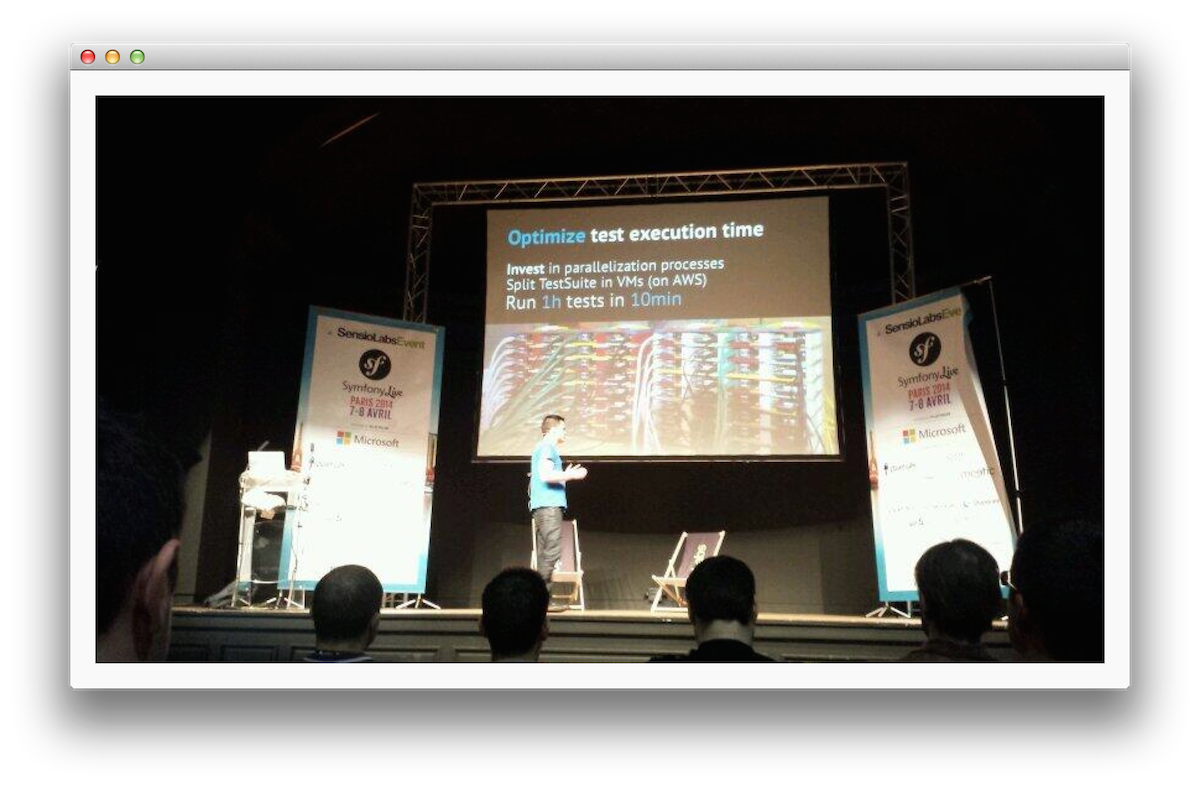 Optimize test execution time
Invest in parallelization processes
Split TestSuite in VMs (on AWS)
Run 1h tests in 10min
SensioLabsEvent
sf
SymfonyLive
PARIS 2014
7-8 AVRIL
Microsoft
SensioLabsEve
sf
SymfonyLive
PARIS 2014
7-8 AVRIL
Microsoft